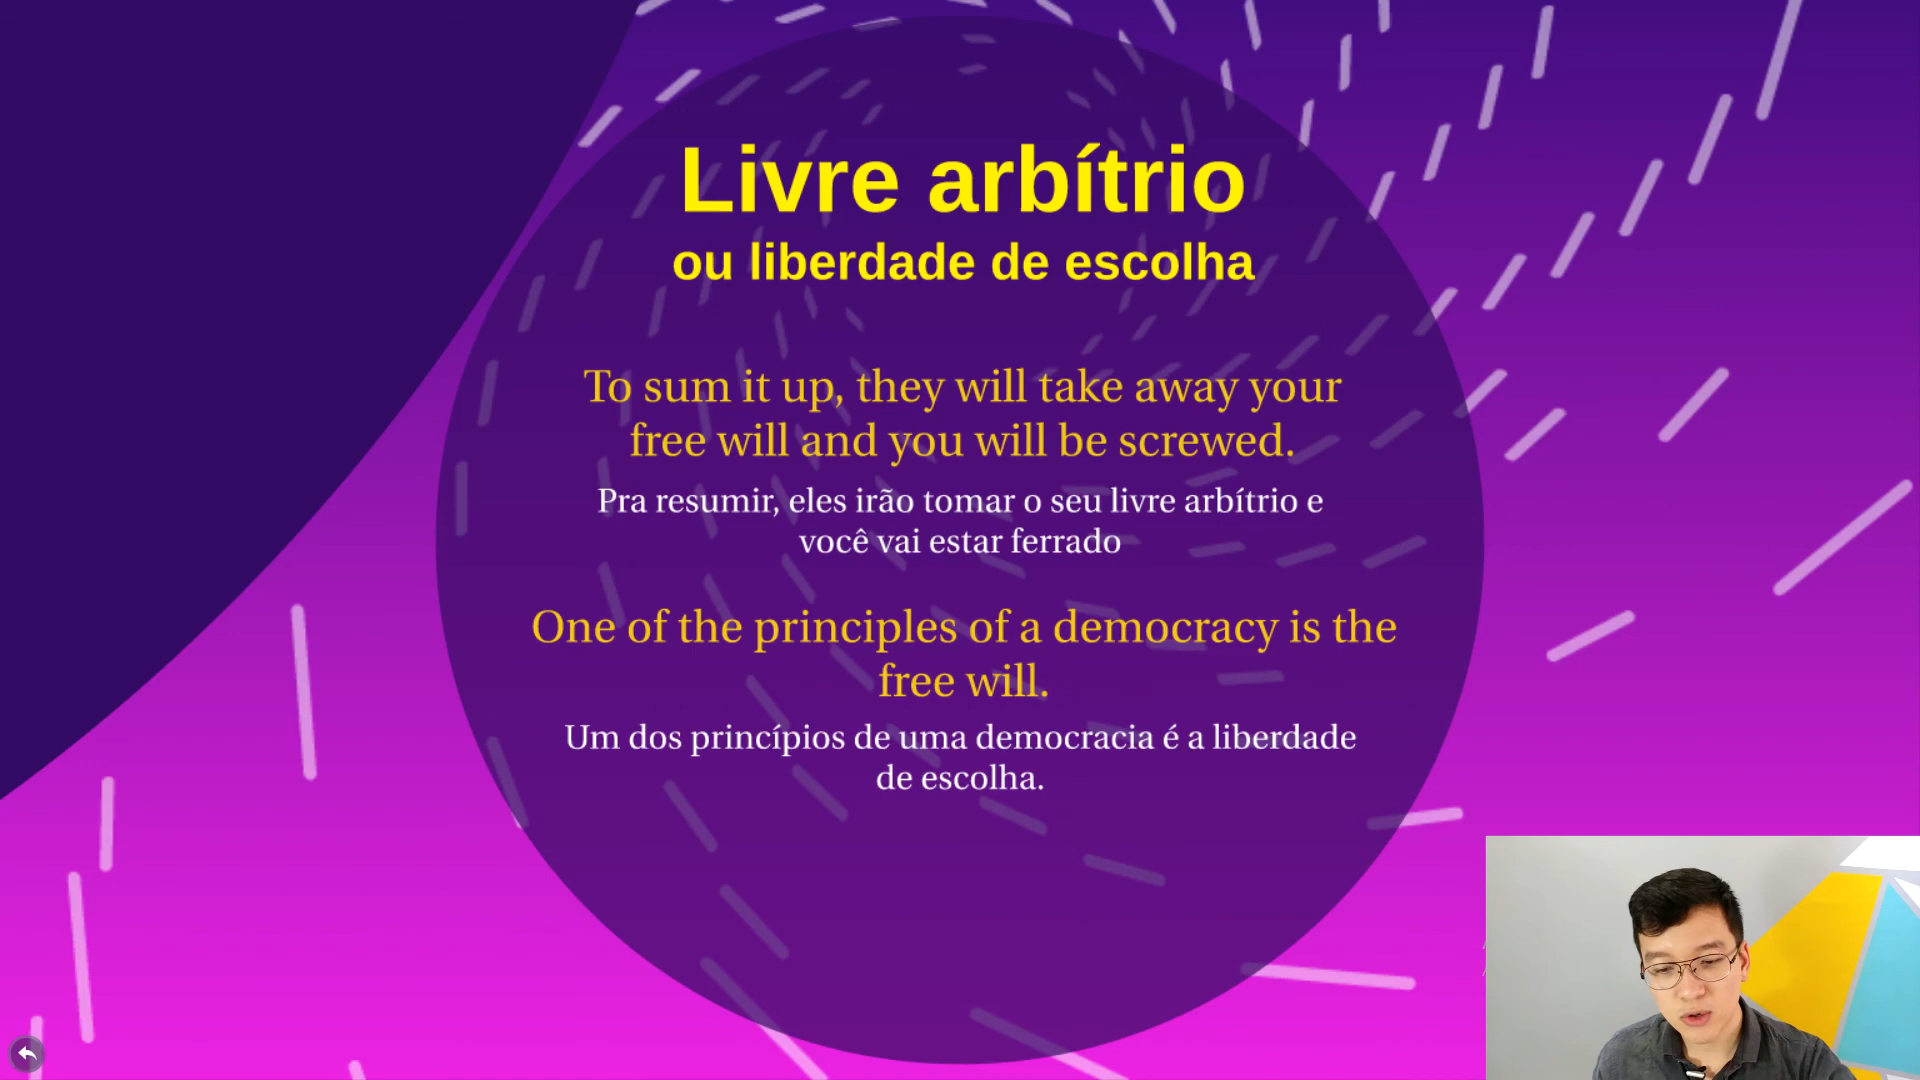 Livre arbítrio
ou liberdade de escolha
To sum it up, they will take away your
free will and you will be screwed.
Pra resumir, eles irão tomar o seu livre arbítrio e
você vai estar ferrado
One of the principles of a democracy is the
free will.
Um dos princípios de uma democracia é a liberdade
de escolha.